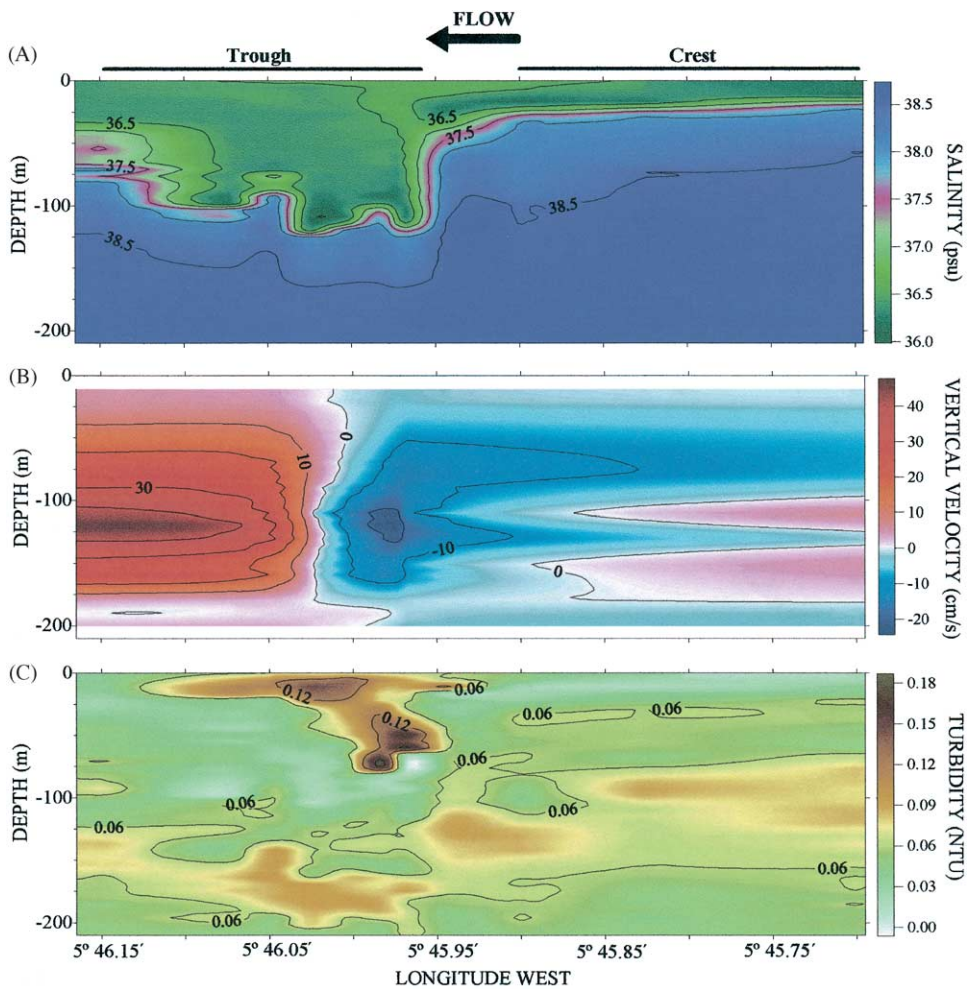 FLOW
(A)
Trough
Crest
0
-100
-200
DEPTH (m)
36.5
37.5
38.5
36.5
37.5
38.5
38.5
38.0
37.5
37.0
36.5
36.0
SALINITY (psu)
(B)
0
-100
-200
DEPTH (m)
30
10
0
-10
0
40
30
20
10
0
-10
-20
VERTICAL VELOCITY (cm/s)
(C)
0
-100
-200
DEPTH (m)
0.12
0.12
0.06
0.06
0.06
0.06
0.06
0.06
0.06
0.06
0.06
0.18
0.15
0.12
0.09
0.06
0.03
0.00
TURBIDITY (NTU)
5º 46.15
5º 46.05
5º 45.95
5º 45.85
5º 45.75
LONGITUDE WEST